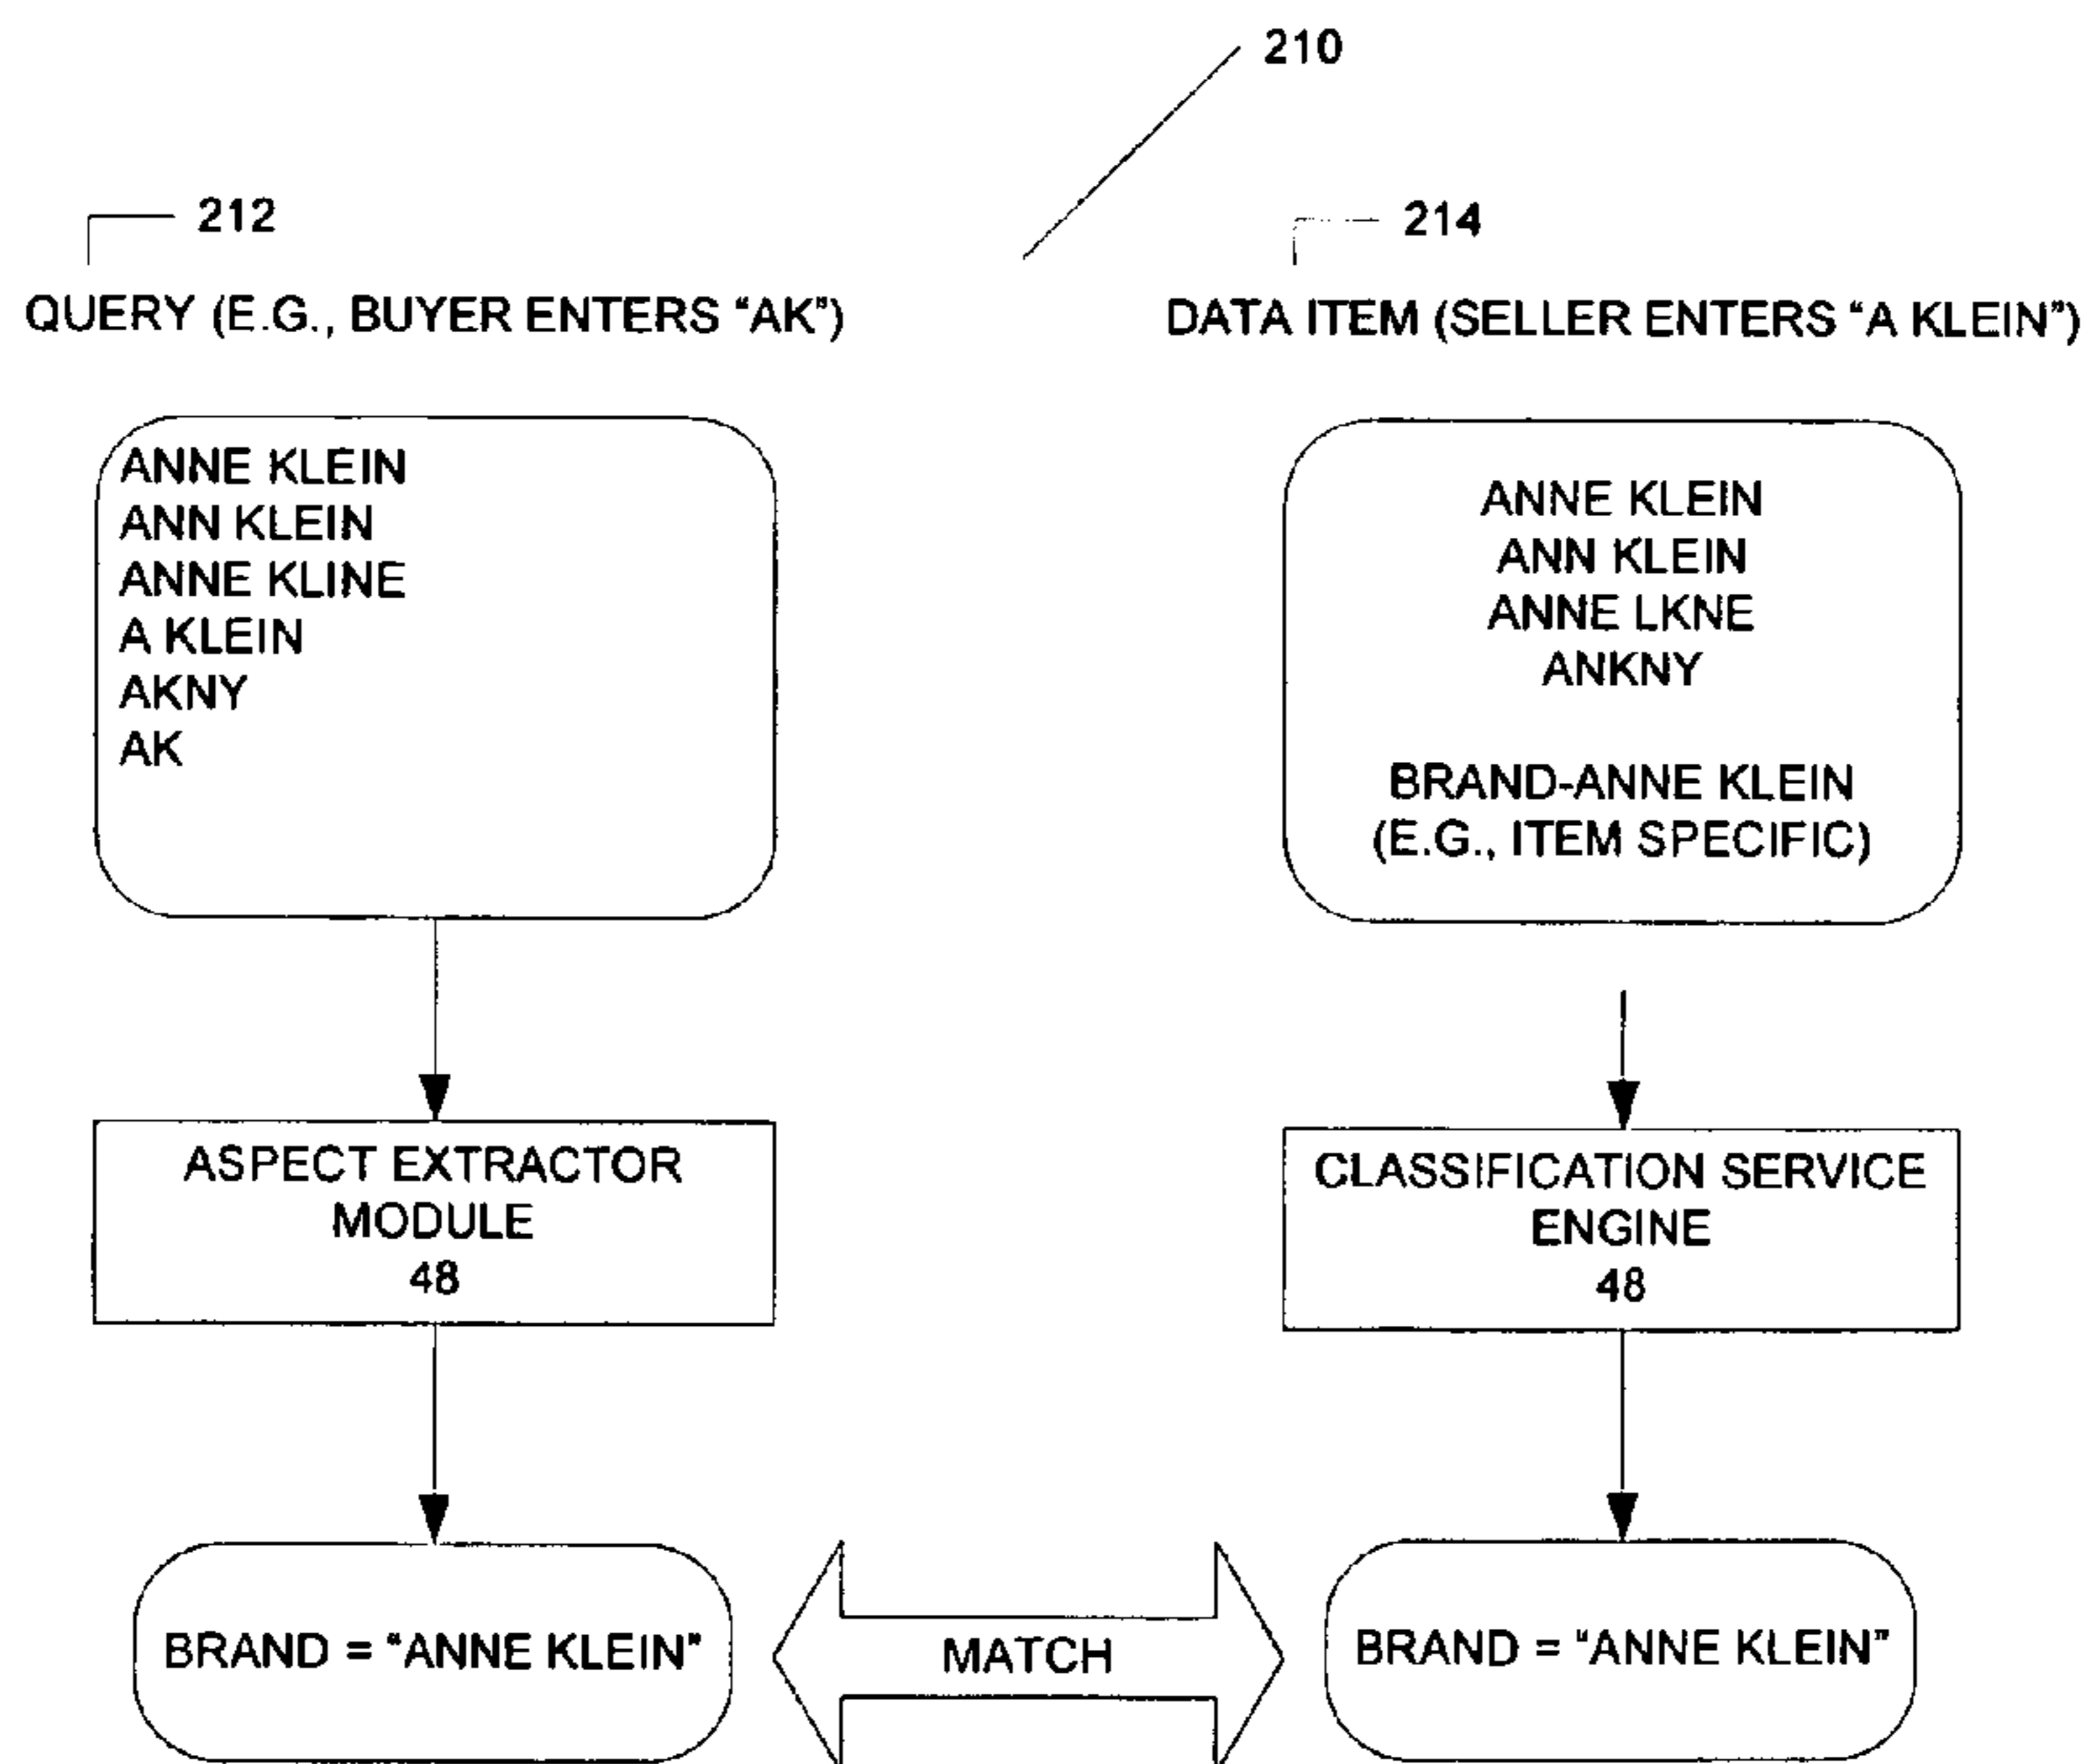 210
212
QUERY (E.G., BUYER ENTERS “AK”)
ANNE KLEIN
ANN KLEIN
ANNE KLINE
A KLEIN
AKNY
AK
ASPECT EXTRACTOR
MODULE
48
BRAND = “ANNE KLEIN”
214
DATA ITEM (SELLER ENTERS “A KLEIN”)
ANNE KLEIN
ANN KLEIN
ANNE LKNE
ANKNY
BRAND-ANNE KLEIN
(E.G., ITEM SPECIFIC)
CLASSIFICATION SERVICE
ENGINE
48
BRAND = “ANNE KLEIN”
MATCH